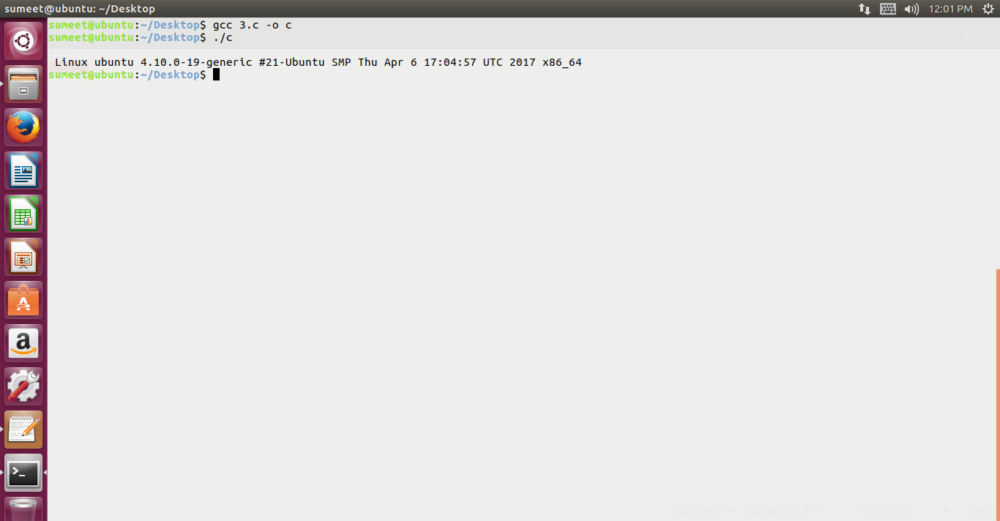 sumeet@ubuntu: ~/Desktop
12:01 PM
sumeet@ubuntu:~/Desktop$ gcc 3.c -o c
sumeet@ubuntu:~/Desktop$ ./c
Linux ubuntu 4.10.0-19-generic #21-Ubuntu SMP Thu Apr 6 17:04:57 UTC 2017 x86_64
sumeet@ubuntu:~/Desktop$
Plain Text Tab Width: 8 Ln 2, Col 7 INS